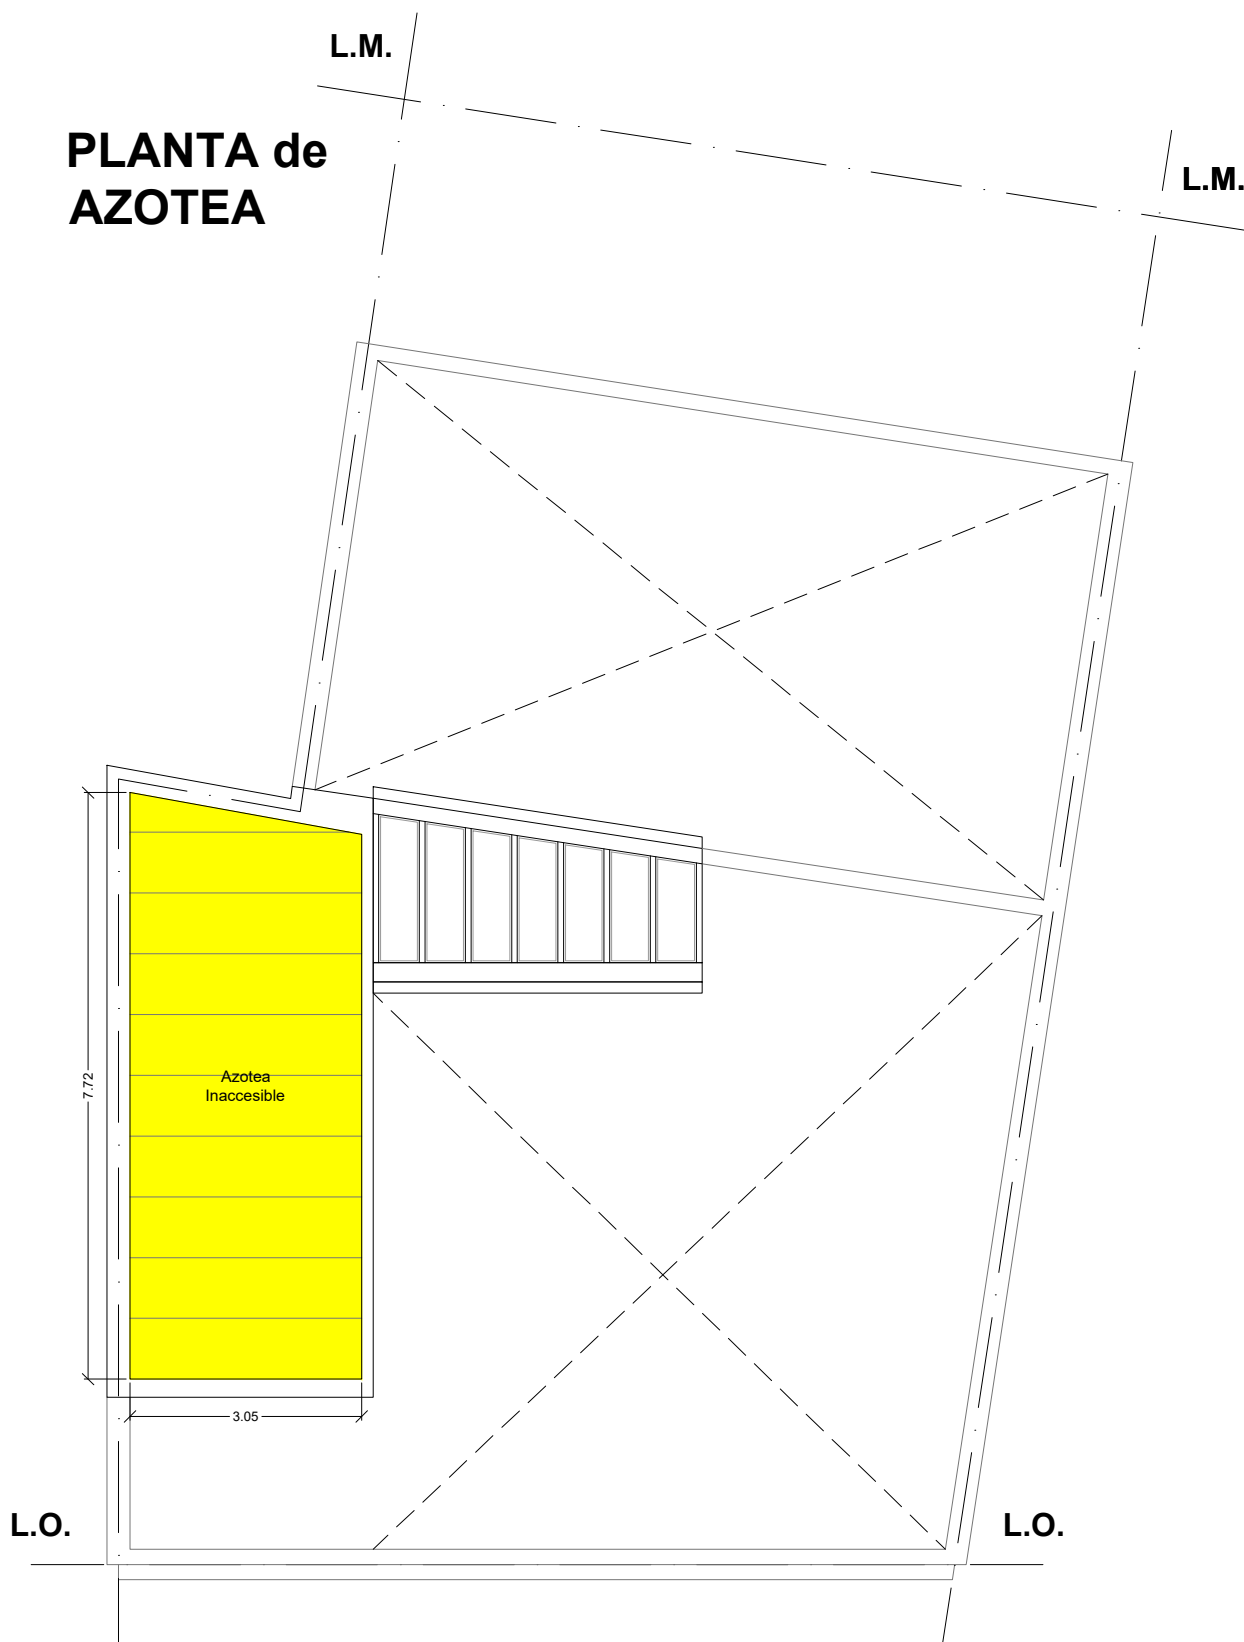 L.M.
PLANTA de
AZOTEA
L.M.
7.72
Azotea
Inaccesible
3.05
L.O.
L.O.